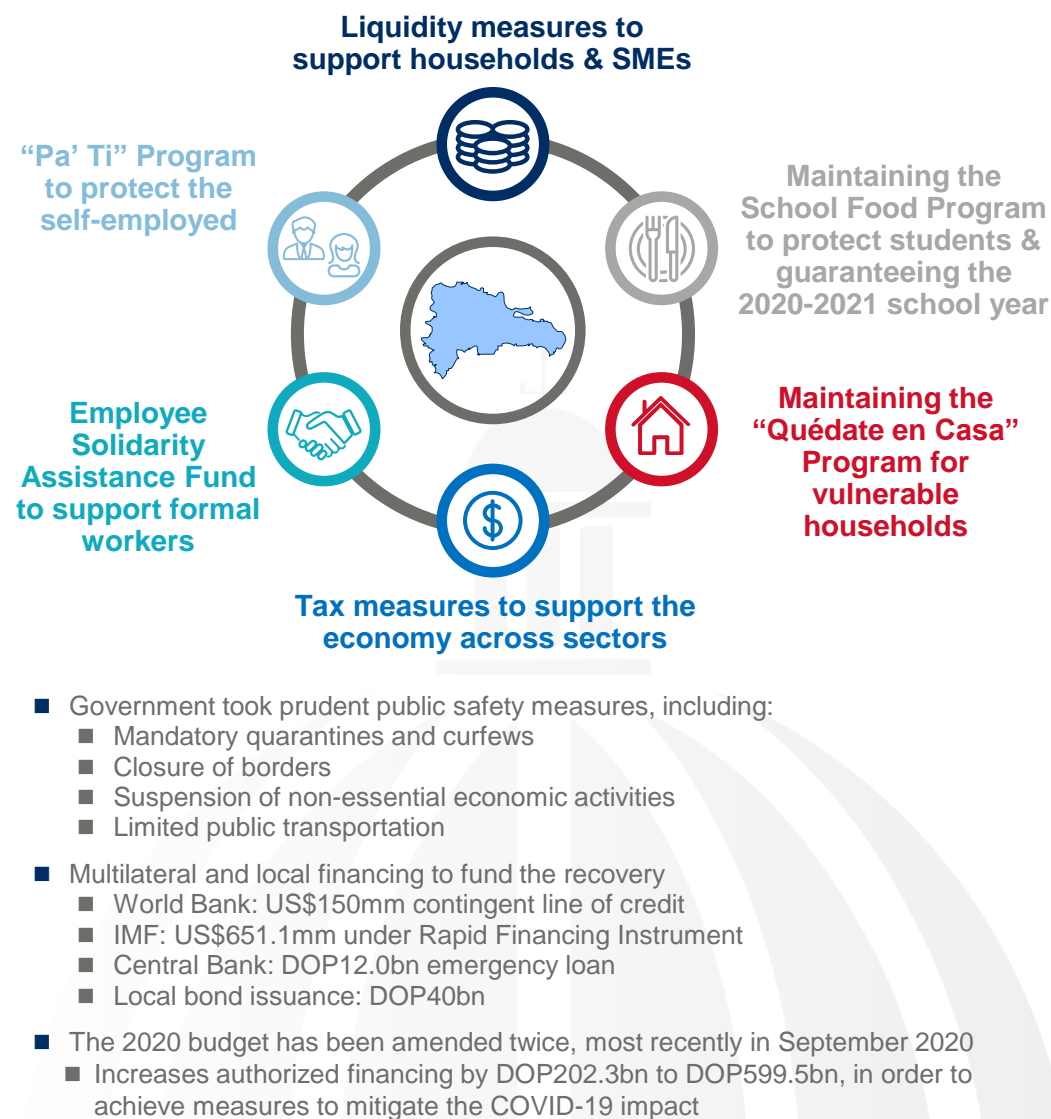 Liquidity measures to
support households & SMEs
“Pa’ Ti” Program
to protect the
self-employed
Maintaining the
School Food Program
to protect students &
guaranteeing the
2020-2021 school year
Employee
Solidarity
Assistance Fund
to support formal
workers
Maintaining the
“Quédate en Casa”
Program for
vulnerable
households
$
Tax measures to support the
economy across sectors
■ Government took prudent public safety measures, including:
■ Mandatory quarantines and curfews
■ Closure of borders
■ Suspension of non-essential economic activities
■ Limited public transportation
■ Multilateral and local financing to fund the recovery
■ World Bank: US$150mm contingent line of credit
■ IMF: US$651.1mm under Rapid Financing Instrument
■ Central Bank: DOP12.0bn emergency loan
■ Local bond issuance: DOP40bn
■ The 2020 budget has been amended twice, most recently in September 2020
■ Increases authorized financing by DOP202.3bn to DOP599.5bn, in order to
achieve measures to mitigate the COVID-19 impact